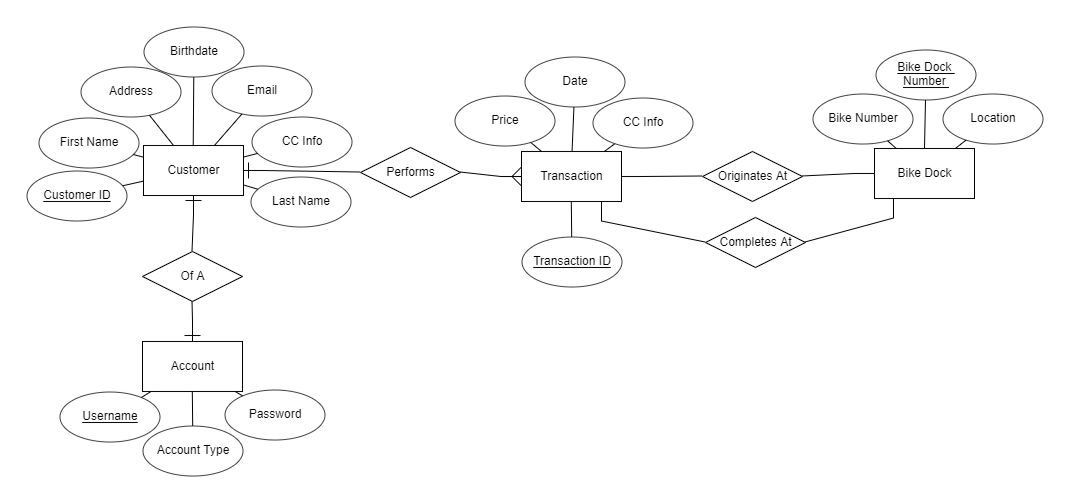 Birthdate
Address
Email
First Name
CC Info
Customer
Customer ID
Last Name
Of A
Account
Username
Password
Account Type
Performs
Date
Price
CC Info
Transaction
Transaction ID
Originates At
Completes At
Bike Dock
Number
Bike Number
Location
Bike Dock